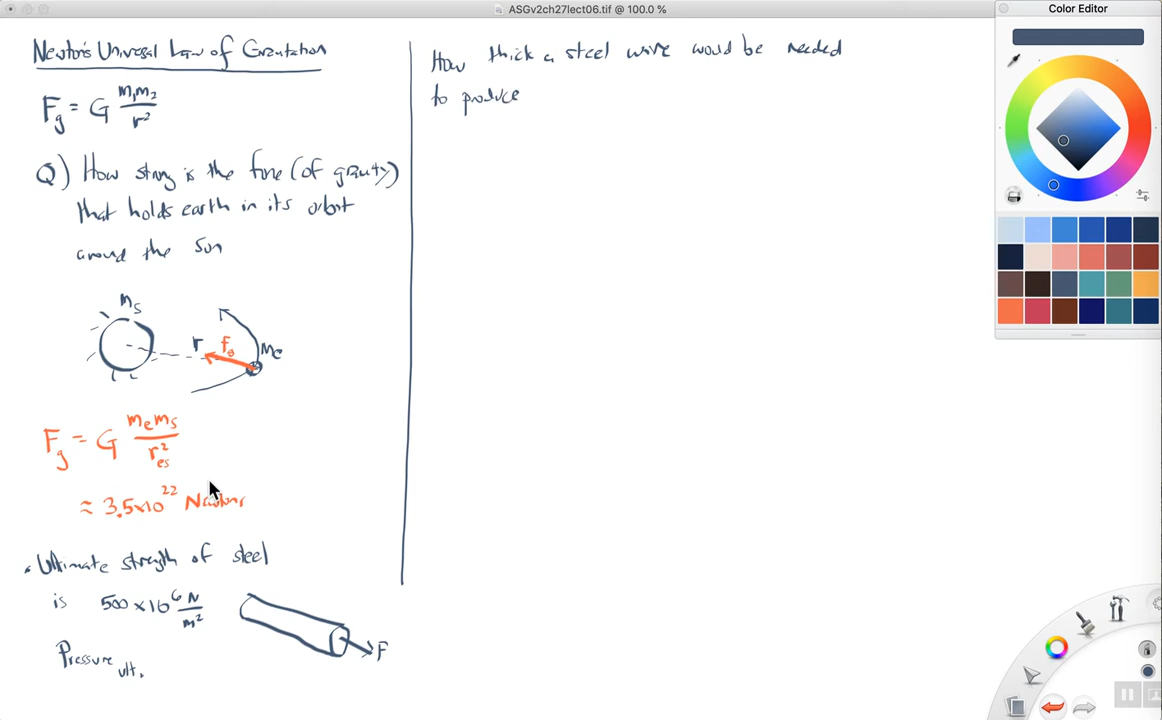 ASGv2ch27lect06.tif @ 100.0 %
Color Editor
Newton's Universal Law of Gravitation
Fg = G m1m2 / r²
Q) How strong is the force (of gravity)
that holds earth in its orbit
around the Sun
ms
r
fg
Me
Fg = G mems / r²es
≈ 3.5×10²² Newtons
• Ultimate strength of steel
is 500×10⁶ N/m²
Pressure ult.
F
How thick a steel wire would be needed
to produce